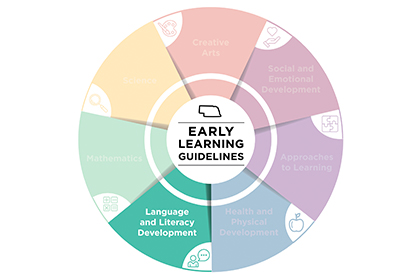 Creative
Arts
Social and
Emotional
Development
Approaches
to Learning
Health and
Physical
Development
Language
and Literacy
Development
Mathematics
Science
EARLY
LEARNING
GUIDELINES